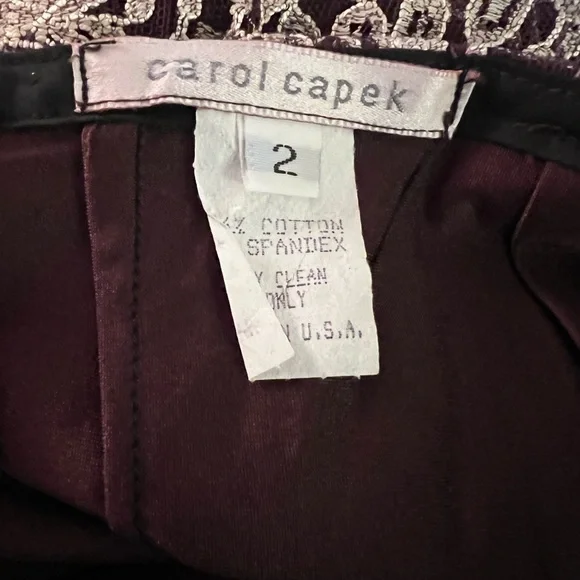 carol capek
2
% COTTON
SPANDEX
Y CLEAN
ONLY
N U.S.A.